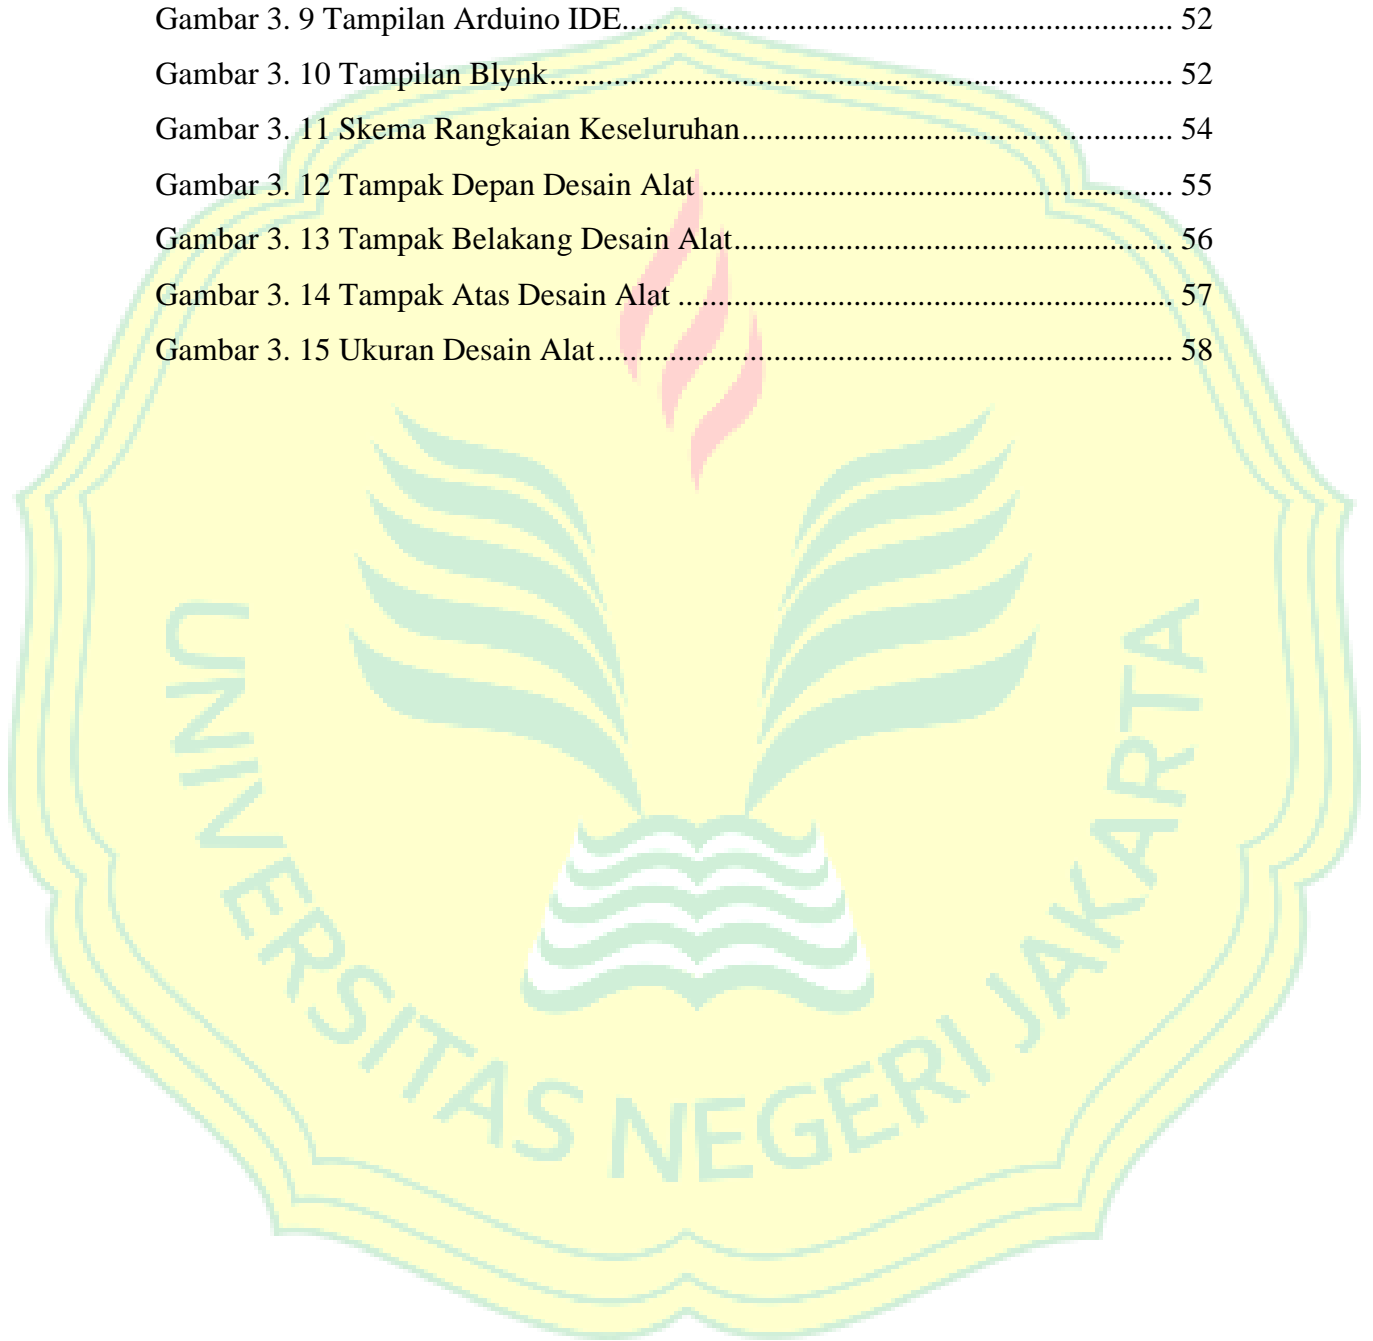 Gambar 3. 9 Tampilan Arduino IDE.................................................................... 52
Gambar 3. 10 Tampilan Blynk............................................................................. 52
Gambar 3. 11 Skema Rangkaian Keseluruhan..................................................... 54
Gambar 3. 12 Tampak Depan Desain Alat .......................................................... 55
Gambar 3. 13 Tampak Belakang Desain Alat...................................................... 56
Gambar 3. 14 Tampak Atas Desain Alat ............................................................. 57
Gambar 3. 15 Ukuran Desain Alat....................................................................... 58
UNIVERSITAS NEGERI JAKARTA